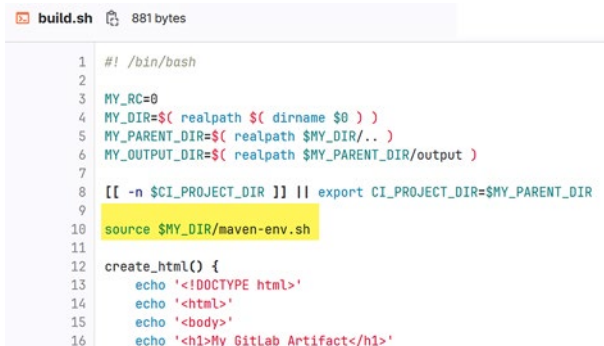 build.sh 881 bytes
1 #! /bin/bash
2
3 MY_RC=0
4 MY_DIR=$( realpath $( dirname $0 ) )
5 MY_PARENT_DIR=$( realpath $MY_DIR/.. )
6 MY_OUTPUT_DIR=$( realpath $MY_PARENT_DIR/output )
7
8 [[ -n $CI_PROJECT_DIR ]] || export CI_PROJECT_DIR=$MY_PARENT_DIR
9
10 source $MY_DIR/maven-env.sh
11
12 create_html() {
13     echo '<!DOCTYPE html>'
14     echo '<html>'
15     echo '<body>'
16     echo '<h1>My GitLab Artifact</h1>'